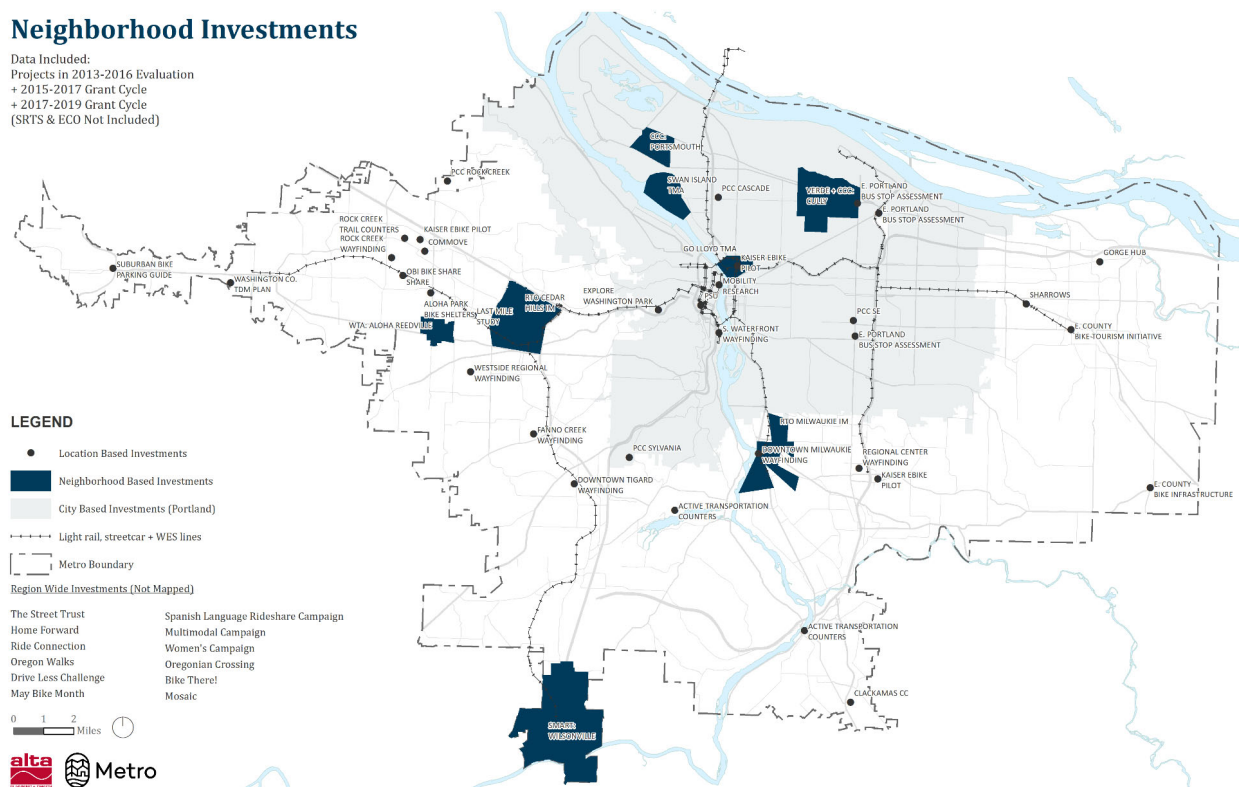 Neighborhood Investments
Data Included:
Projects in 2013-2016 Evaluation
+ 2015-2017 Grant Cycle
+ 2017-2019 Grant Cycle
(SRTS & ECO Not Included)
CCC:
PORTSMOUTH
SWAN ISLAND
TMA
PCC CASCADE
VERDE + CCC:
CULLY
E. PORTLAND
BUS STOP ASSESSMENT
E. PORTLAND
BUS STOP ASSESSMENT
PCC ROCK CREEK
ROCK CREEK
TRAIL COUNTERS
KAISER EBIKE PILOT
ROCK CREEK
WAYFINDING
COMMOVE
GO LLOYD TMA
KAISER EBIKE
PILOT
GORGE HUB
SUBURBAN BIKE
PARKING GUIDE
WASHINGTON CO.
TDM PLAN
OBI BIKE SHARE
SHARE
MOBILITY
RESEARCH
EXPLORE
WASHINGTON PARK
PSU
RTO CEDAR
HILLS IM
ALOHA PARK
BIKE SHELTERS
LAST MILE
STUDY
WTA: ALOHA REEDVILLE
S. WATERFRONT
WAYFINDING
PCC SE
E. PORTLAND
BUS STOP ASSESSMENT
SHARROWS
E. COUNTY
BIKE-TOURISM INITIATIVE
WESTSIDE REGIONAL
WAYFINDING
FANNO CREEK
WAYFINDING
PCC SYLVANIA
RTO MILWAUKIE IM
DOWNTOWN MILWAUKIE
WAYFINDING
REGIONAL CENTER
WAYFINDING
KAISER EBIKE
PILOT
DOWNTOWN TIGARD
WAYFINDING
E. COUNTY
BIKE INFRASTRUCTURE
ACTIVE TRANSPORTATION
COUNTERS
ACTIVE TRANSPORTATION
COUNTERS
CLACKAMAS CC
SMART:
WILSONVILLE
LEGEND
Location Based Investments
Neighborhood Based Investments
City Based Investments (Portland)
Light rail, streetcar + WES lines
Metro Boundary
Region Wide Investments (Not Mapped)
The Street Trust
Home Forward
Ride Connection
Oregon Walks
Drive Less Challenge
May Bike Month
Spanish Language Rideshare Campaign
Multimodal Campaign
Women's Campaign
Oregonian Crossing
Bike There!
Mosaic
0 1 2
Miles
alta
Metro